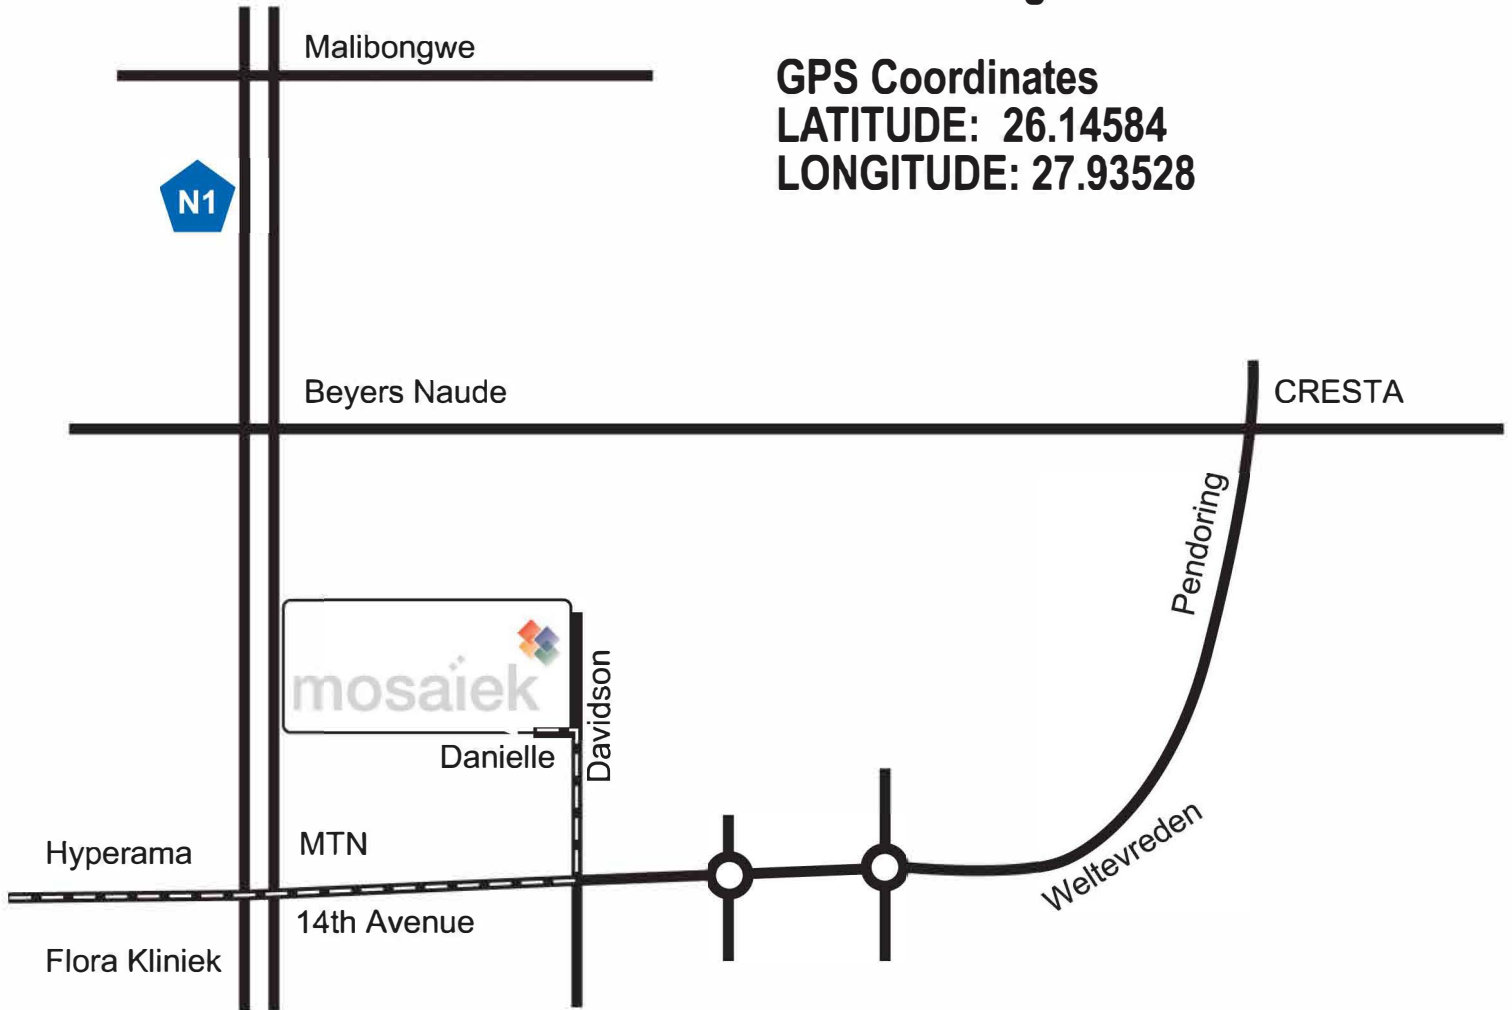 Malibongwe
GPS Coordinates
LATITUDE: 26.14584
LONGITUDE: 27.93528
N1
Beyers Naude
CRESTA
Pendoring
mosaïek
Davidson
Danielle
Hyperama
MTN
Weltevreden
14th Avenue
Flora Kliniek